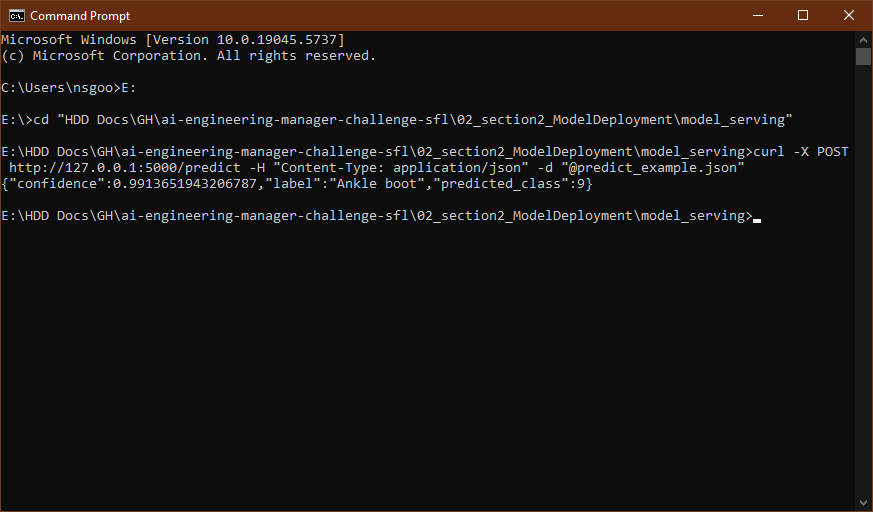 Command Prompt
Microsoft Windows [Version 10.0.19045.5737]
(c) Microsoft Corporation. All rights reserved.
C:\Users\nsgoo>E:
E:\>cd "HDD Docs\GH\ai-engineering-manager-challenge-sfl\02_section2_ModelDeployment\model_serving"
E:\HDD Docs\GH\ai-engineering-manager-challenge-sfl\02_section2_ModelDeployment\model_serving>curl -X POST
http://127.0.0.1:5000/predict -H "Content-Type: application/json" -d "@predict_example.json"
{"confidence":0.9913651943206787,"label":"Ankle boot","predicted_class":9}
E:\HDD Docs\GH\ai-engineering-manager-challenge-sfl\02_section2_ModelDeployment\model_serving>